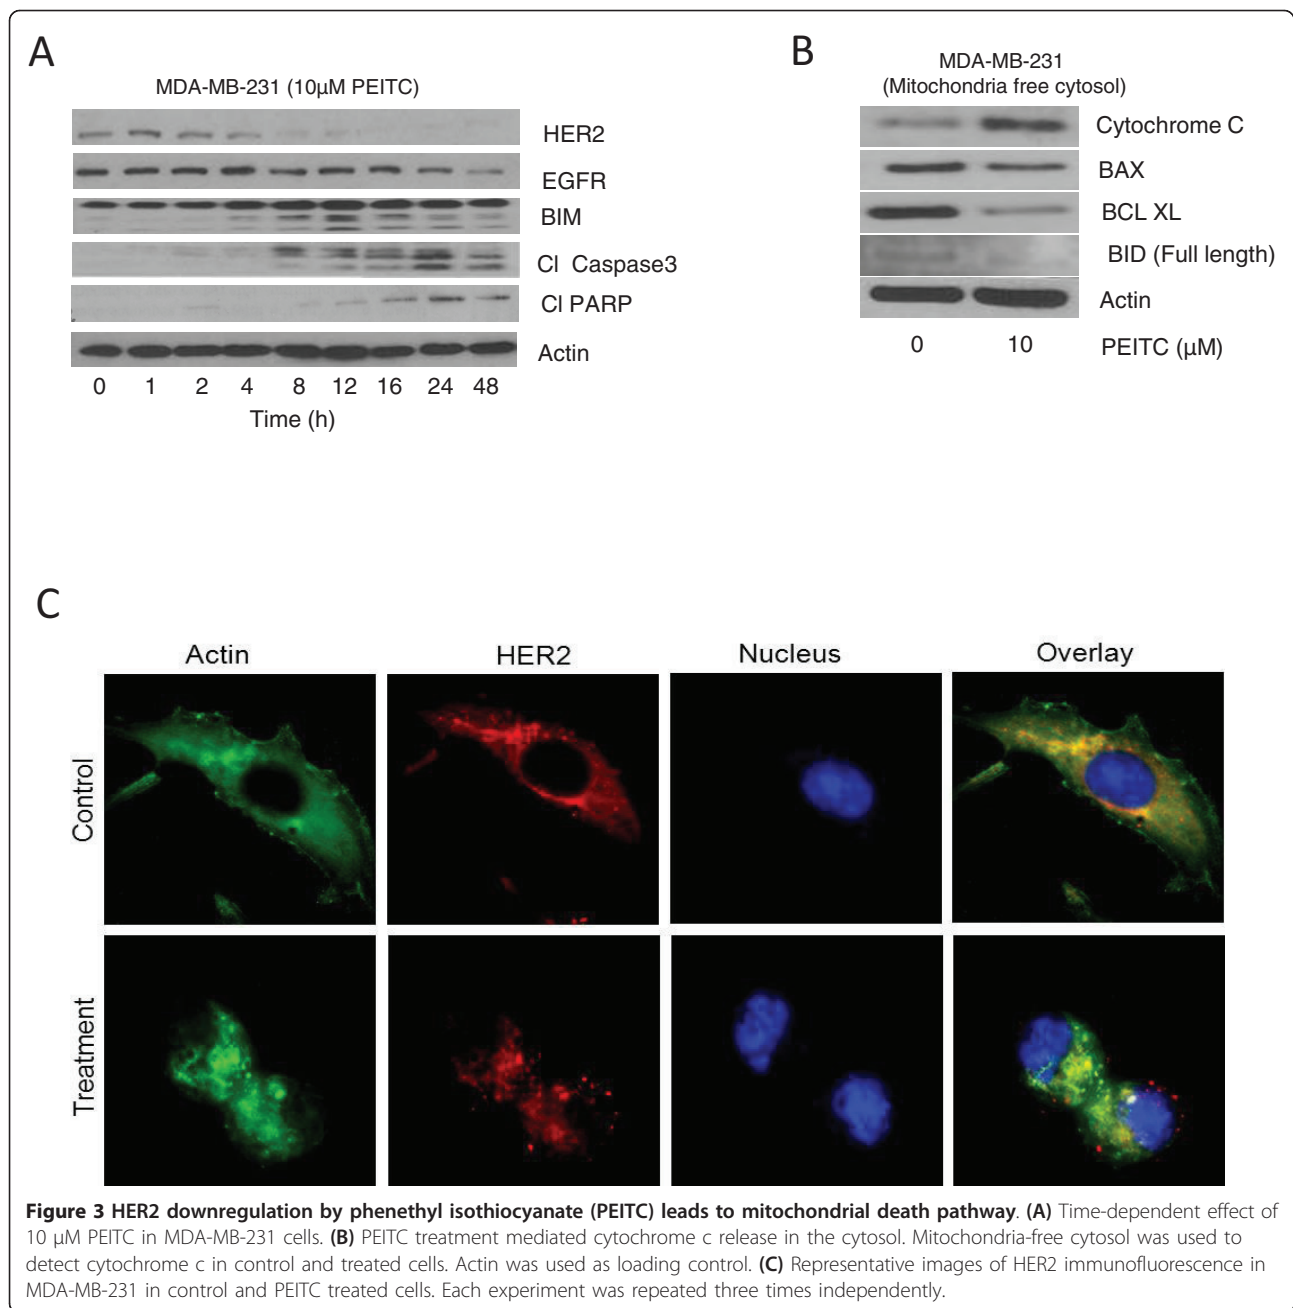 A
MDA-MB-231 (10µM PEITC)
HER2
EGFR
BIM
Cl Caspase3
Cl PARP
Actin
0 1 2 4 8 12 16 24 48
Time (h)
B
MDA-MB-231
(Mitochondria free cytosol)
Cytochrome C
BAX
BCL XL
BID (Full length)
Actin
0 10 PEITC (µM)
C
Actin HER2 Nucleus Overlay
Control
Treatment
Figure 3 HER2 downregulation by phenethyl isothiocyanate (PEITC) leads to mitochondrial death pathway. (A) Time-dependent effect of
10 µM PEITC in MDA-MB-231 cells. (B) PEITC treatment mediated cytochrome c release in the cytosol. Mitochondria-free cytosol was used to
detect cytochrome c in control and treated cells. Actin was used as loading control. (C) Representative images of HER2 immunofluorescence in
MDA-MB-231 in control and PEITC treated cells. Each experiment was repeated three times independently.